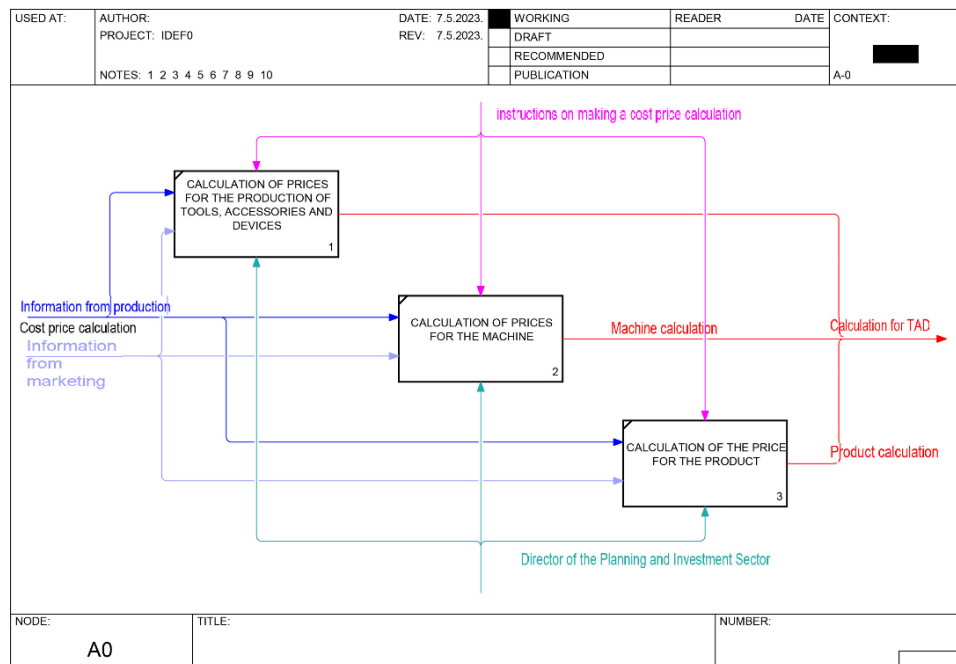 USED AT:
AUTHOR:
DATE: 7.5.2023.
WORKING
READER
DATE
CONTEXT:
PROJECT: IDEF0
REV: 7.5.2023.
DRAFT
RECOMMENDED
NOTES: 1 2 3 4 5 6 7 8 9 10
PUBLICATION
A-0
instructions on making a cost price calculation
CALCULATION OF PRICES
FOR THE PRODUCTION OF
TOOLS, ACCESSORIES AND
DEVICES
1
Information from production
Cost price calculation
Information
from
marketing
CALCULATION OF PRICES
FOR THE MACHINE
2
Machine calculation
Calculation for TAD
CALCULATION OF THE PRICE
FOR THE PRODUCT
3
Product calculation
Director of the Planning and Investment Sector
NODE:
TITLE:
NUMBER:
A0